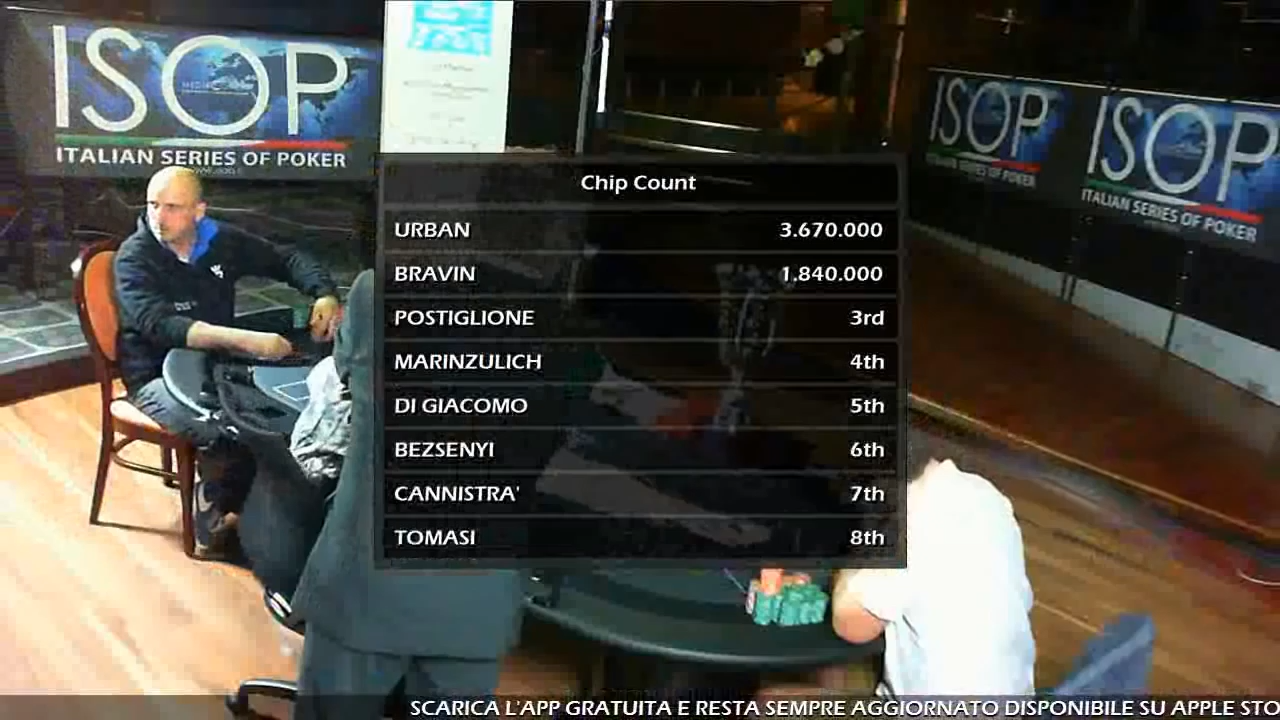 ISOP
ITALIAN SERIES OF POKER
ISOP
ITALIAN SERIES OF POKER
ISOP
ITALIAN SERIES OF POKER
Chip Count
URBAN 3.670.000
BRAVIN 1.840.000
POSTIGLIONE 3rd
MARINZULICH 4th
DI GIACOMO 5th
BEZSENYI 6th
CANNISTRA' 7th
TOMASI 8th
SCARICA L'APP GRATUITA E RESTA SEMPRE AGGIORNATO DISPONIBILE SU APPLE STO